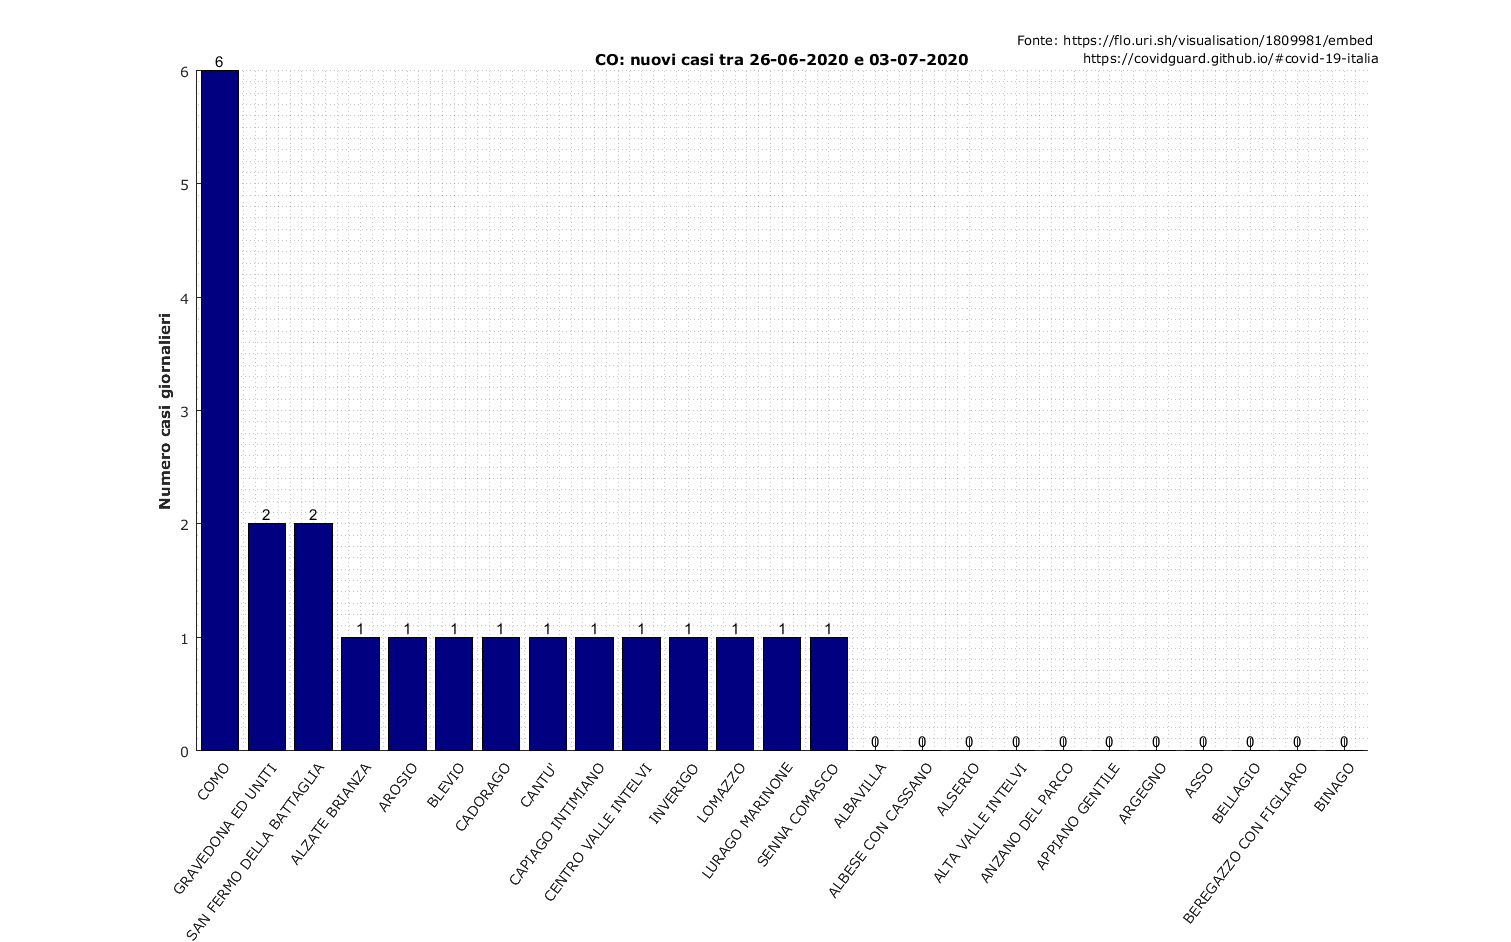 Fonte: https://flo.uri.sh/visualisation/1809981/embed
https://covidguard.github.io/#covid-19-italia
CO: nuovi casi tra 26-06-2020 e 03-07-2020
Numero casi giornalieri
6
5
4
3
2
1
0
6
2
2
1
1
1
1
1
1
1
1
1
1
1
0
0
0
0
0
0
0
0
0
0
0
COMO
GRAVEDONA ED UNITI
SAN FERMO DELLA BATTAGLIA
ALZATE BRIANZA
AROSIO
BLEVIO
CADORAGO
CANTU'
CAPIAGO INTIMIANO
CENTRO VALLE INTELVI
INVERIGO
LOMAZZO
LURAGO MARINONE
SENNA COMASCO
ALBAVILLA
ALBESE CON CASSANO
ALSERIO
ALTA VALLE INTELVI
ANZANO DEL PARCO
APPIANO GENTILE
ARGEGNO
ASSO
BELLAGIO
BEREGAZZO CON FIGLIARO
BINAGO